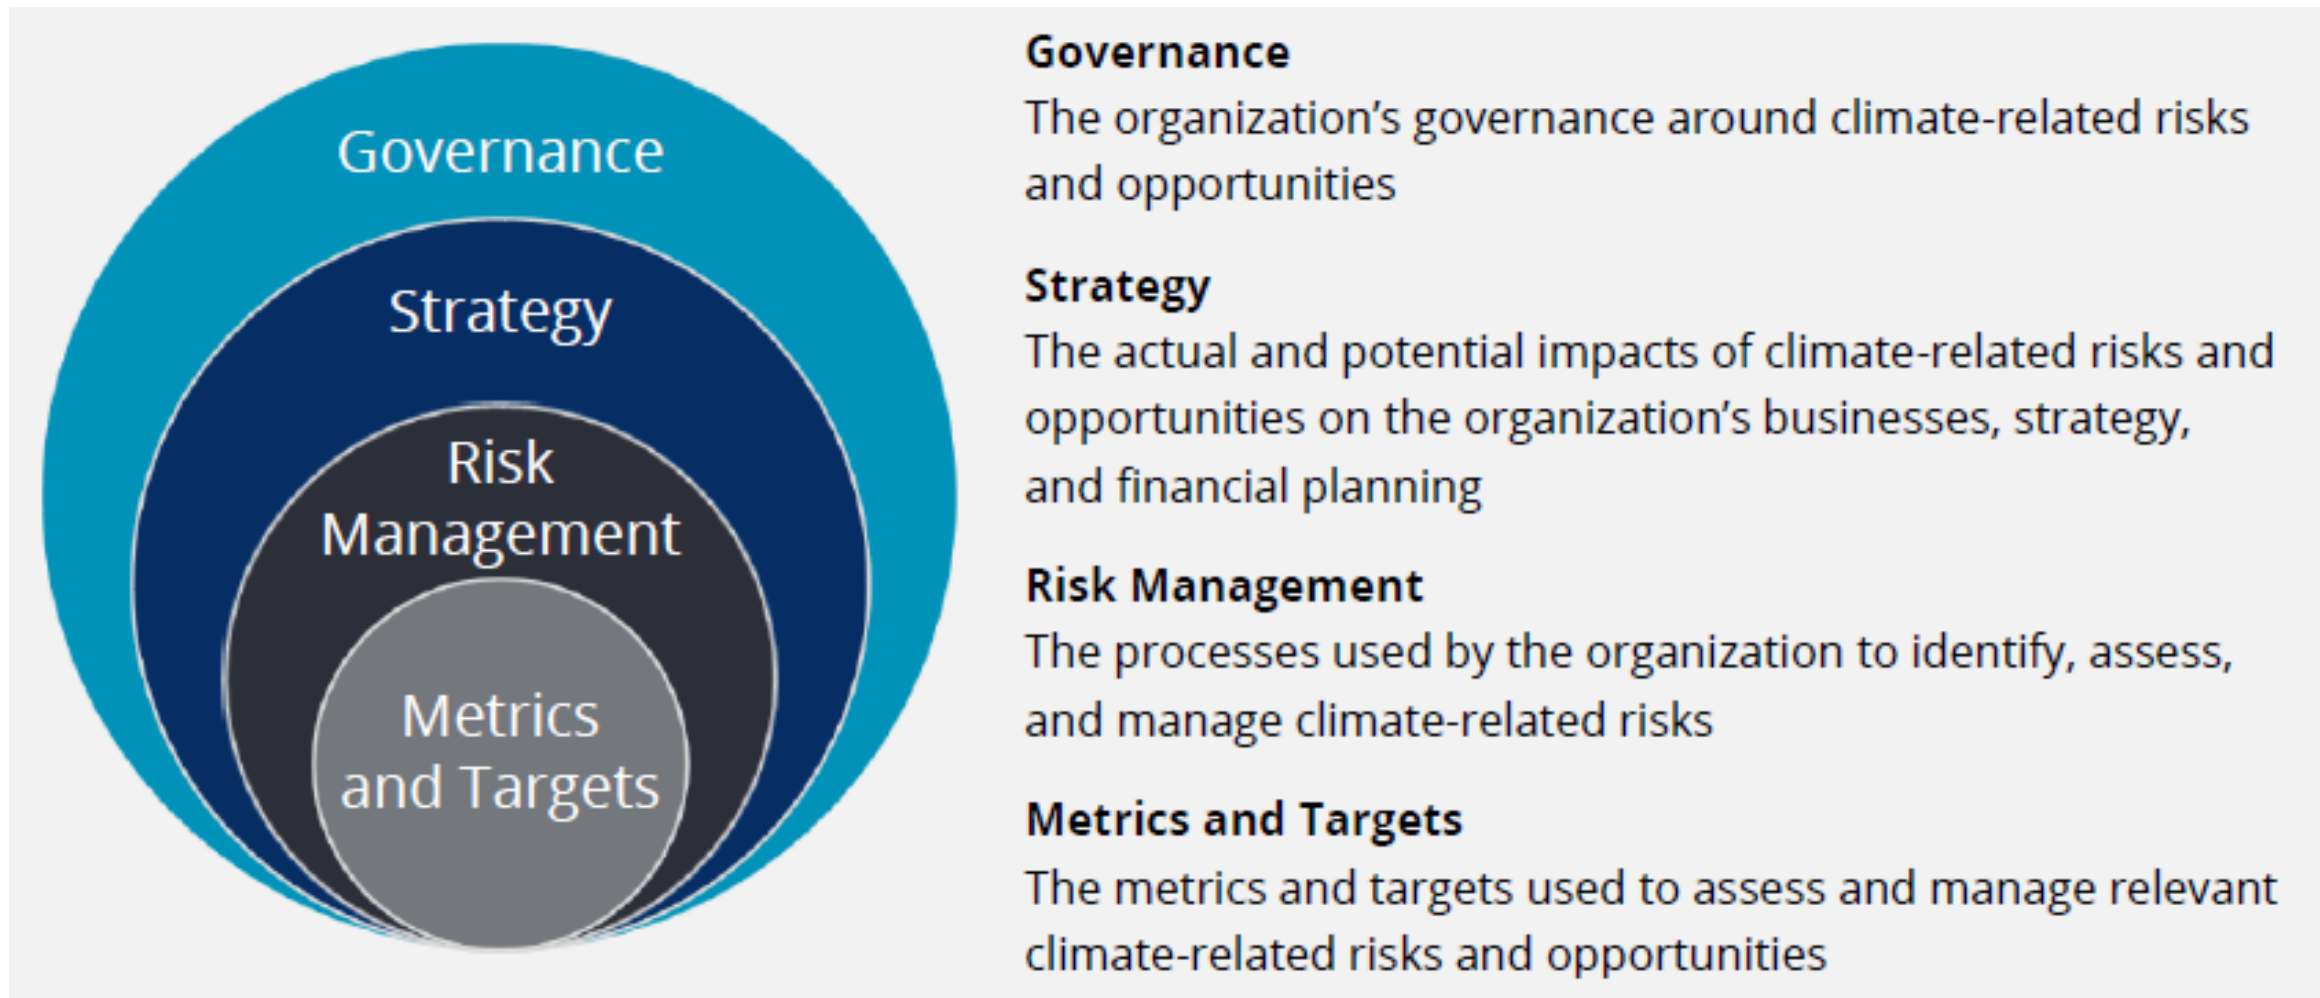 Governance
Strategy
Risk
Management
Metrics
and Targets
Governance
The organization’s governance around climate-related risks
and opportunities
Strategy
The actual and potential impacts of climate-related risks and
opportunities on the organization’s businesses, strategy,
and financial planning
Risk Management
The processes used by the organization to identify, assess,
and manage climate-related risks
Metrics and Targets
The metrics and targets used to assess and manage relevant
climate-related risks and opportunities